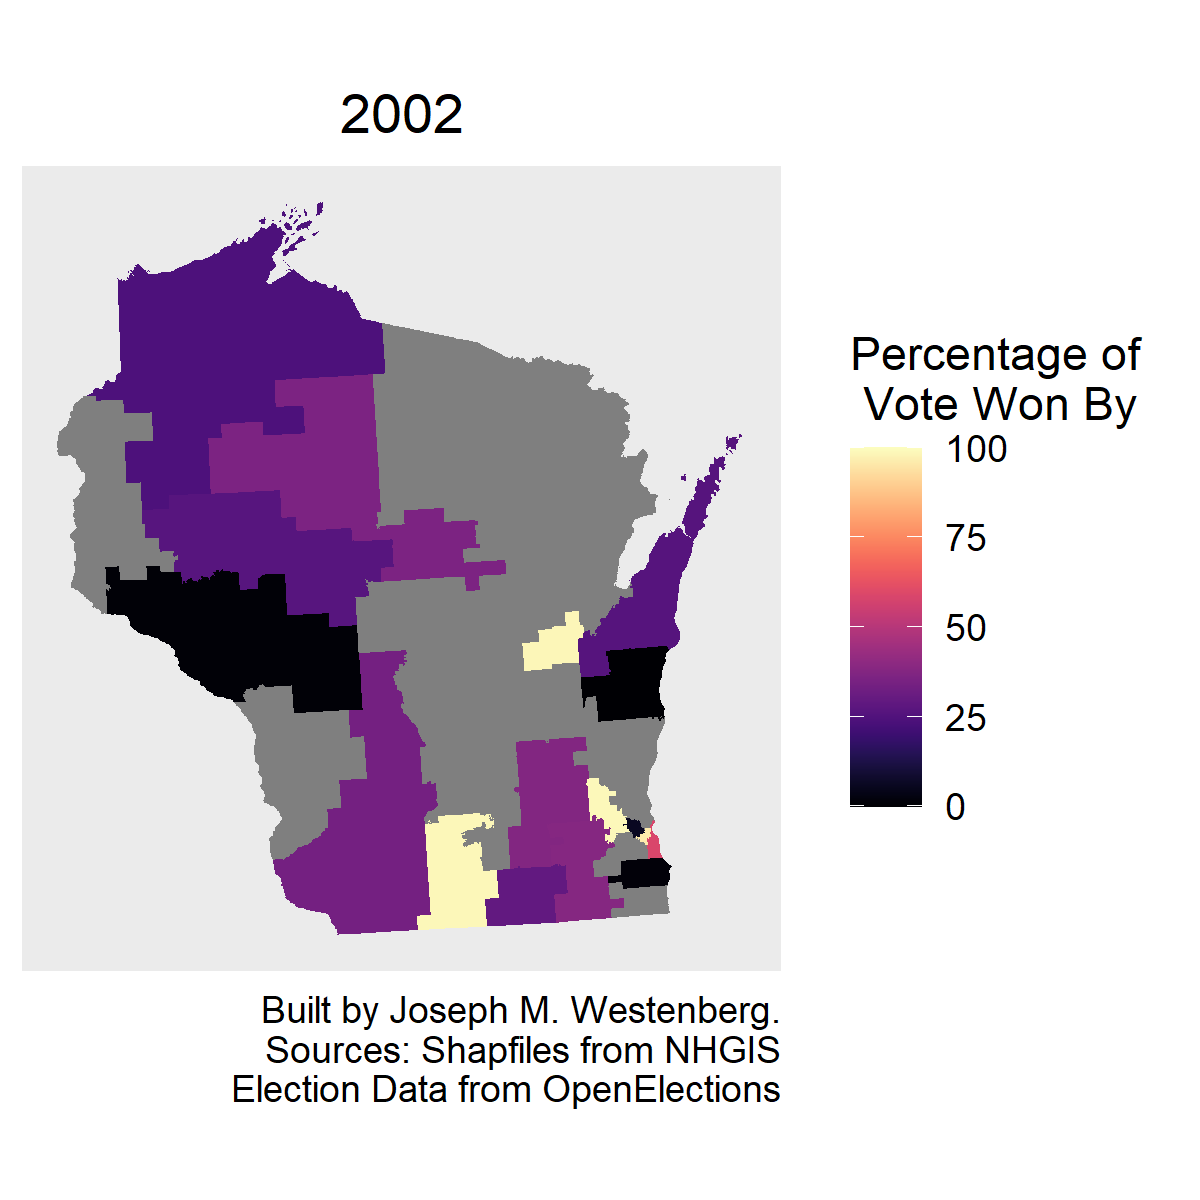 2002
Percentage of
Vote Won By
100
75
50
25
0
Built by Joseph M. Westenberg.
Sources: Shapfiles from NHGIS
Election Data from OpenElections